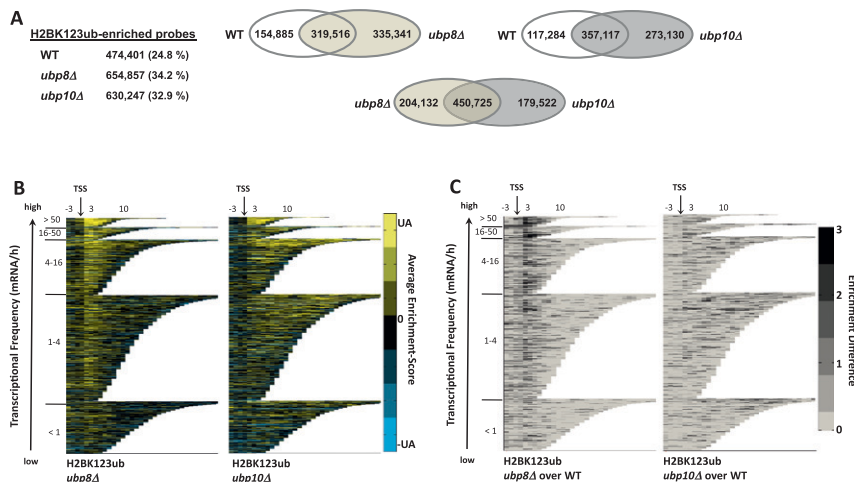 A
H2BK123ub-enriched probes
WT 474,401 (24.8 %)
ubp8Δ 654,857 (34.2 %)
ubp10Δ 630,247 (32.9 %)
WT 154,885 319,516 335,341 ubp8Δ
WT 117,284 357,117 273,130 ubp10Δ
ubp8Δ 204,132 450,725 179,522 ubp10Δ
B
TSS
TSS
high
-3 3 10
-3 3 10
> 50
16-50
4-16
1-4
< 1
low
Transcriptional Frequency (mRNA/h)
UA
0
-UA
Average Enrichment-Score
H2BK123ub
ubp8Δ
H2BK123ub
ubp10Δ
C
TSS
TSS
high
-3 3 10
-3 3 10
> 50
16-50
4-16
1-4
< 1
low
Transcriptional Frequency (mRNA/h)
3
2
1
0
Enrichment Difference
H2BK123ub
ubp8Δ over WT
H2BK123ub
ubp10Δ over WT